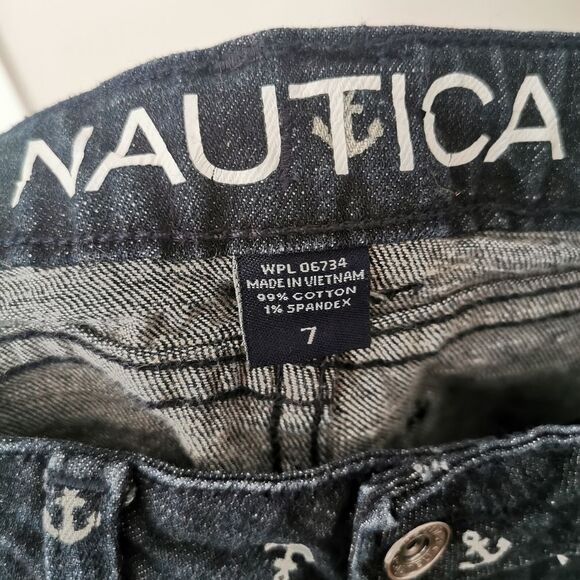 NAUTICA
WPL 06734
MADE IN VIETNAM
99% COTTON
1% SPANDEX
7